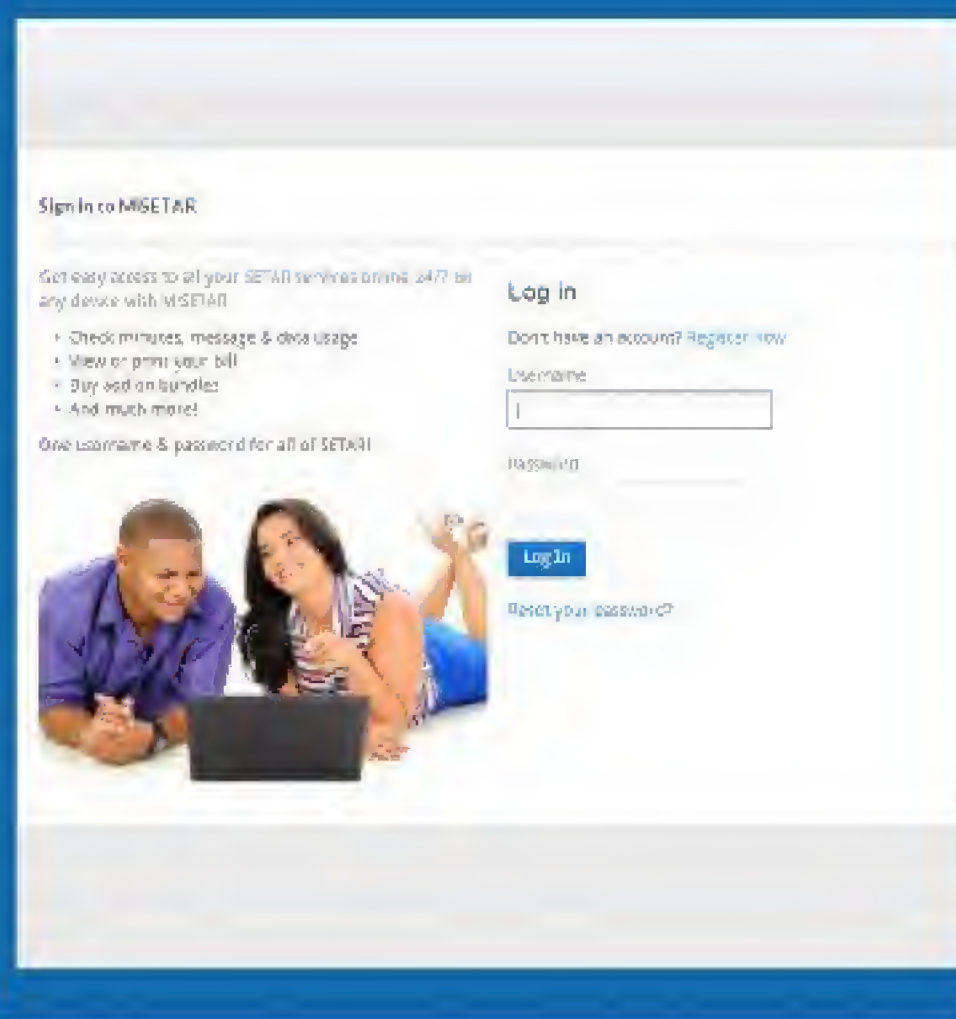 Sign in to MiSETAR
Get easy access to all your SETAR services online, 24/7 on
any device with MiSETAR
• Check minutes, message & data usage
• View or print your bill
• Buy add on bundles
• And much more!
One username & password for all of SETAR!
Log in
Don't have an account? Register now
Username
Password
Log In
Reset your password?